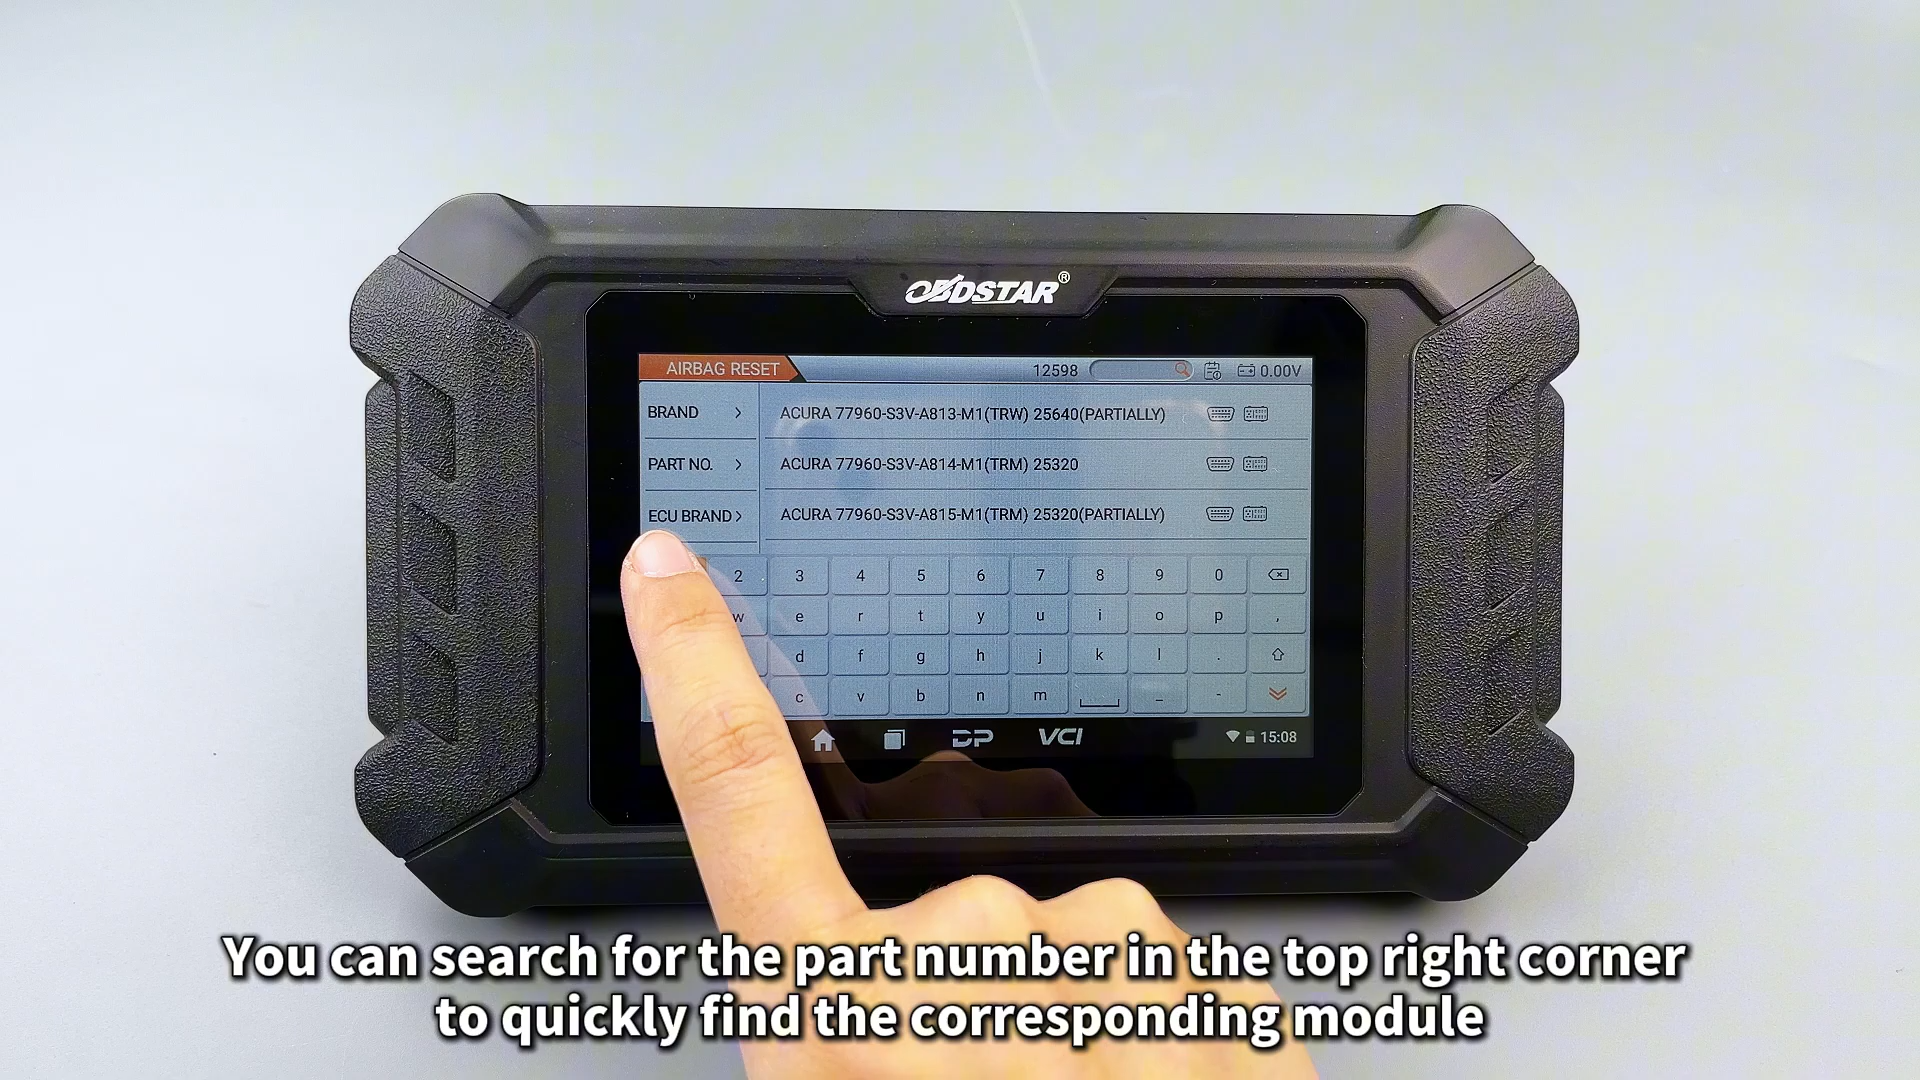 OBDSTAR®
AIRBAG RESET
12598
0.00V
BRAND >
ACURA 77960-S3V-A813-M1(TRW) 25640(PARTIALLY)
PART NO. >
ACURA 77960-S3V-A814-M1(TRM) 25320
ECU BRAND >
ACURA 77960-S3V-A815-M1(TRM) 25320(PARTIALLY)
2 3 4 5 6 7 8 9 0
w e r t y u i o p ,
d f g h j k l .
c v b n m _ -
DP VCI 15:08
You can search for the part number in the top right corner
to quickly find the corresponding module